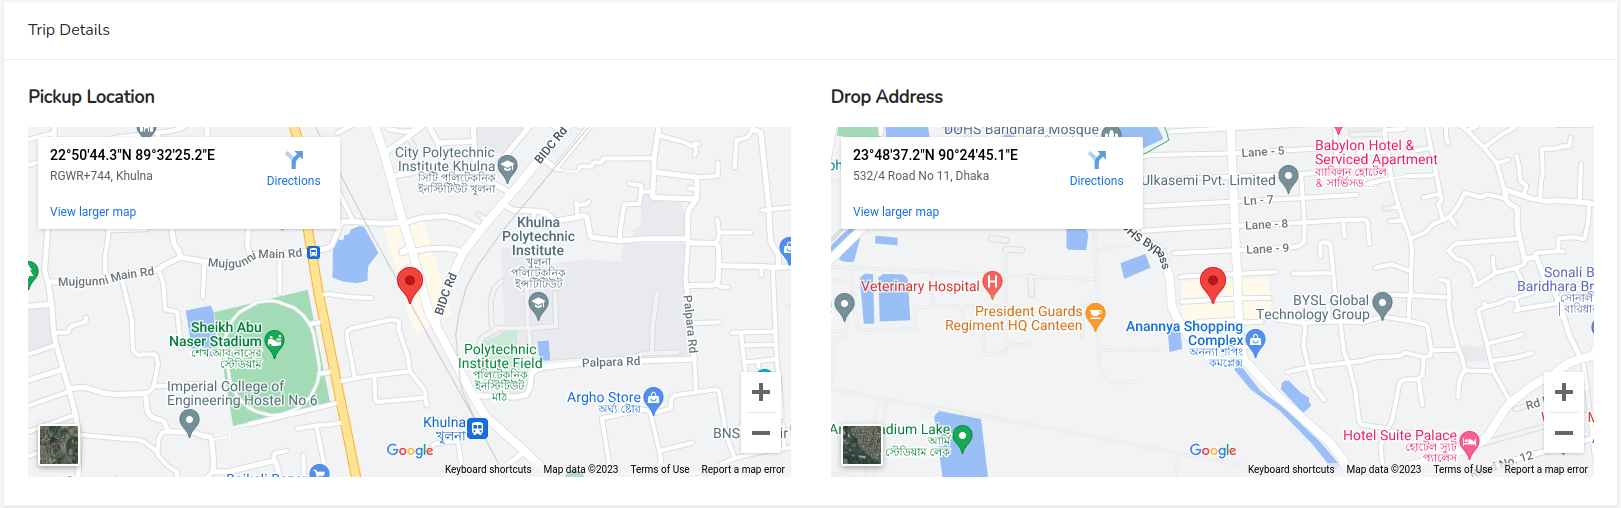 Trip Details
Pickup Location
22°50'44.3"N 89°32'25.2"E
RGWR+744, Khulna
Directions
View larger map
City Polytechnic
Institute Khulna
সিটি পলিটেকনিক
ইনস্টিটিউট খুলনা
BIDC Rd
Khulna
Polytechnic
Institute
খুলনা
পলিটেকনিক
ইন্সটিটিউট
Mujgunni Main Rd
Mujgunni Main Rd
BIDC Rd
Palpara Rd
Sheikh Abu
Naser Stadium
শেখ আবু নাসের
স্টেডিয়াম
Polytechnic
Institute Field
পলিটেকনিক
ইনস্টিটিউট
মাঠ
Palpara Rd
Imperial College of
Engineering Hostel No 6
Argho Store
অর্ঘ্য ষ্টোর
Khulna
খুলনা
BNS
Google
Keyboard shortcuts
Map data ©2023
Terms of Use
Report a map error
Drop Address
23°48'37.2"N 90°24'45.1"E
532/4 Road No 11, Dhaka
Directions
View larger map
DOHS Baridhara Mosque
Lane - 5
Babylon Hotel &
Serviced Apartment
ব্যাবিলন হোটেল
& সার্ভিসড...
Ulkasemi Pvt. Limited
Ln - 7
Lane - 8
Lane - 9
Bypass
Veterinary Hospital
President Guards
Regiment HQ Canteen
BYSL Global
Technology Group
Sonali B
Baridhara Br
সোনালী
বারিধারা
Anannya Shopping
Complex
অনন্যা শপিং
কমপ্লেক্স
adium Lake
আর্মি
স্টেডিয়াম লেক
Hotel Suite Palace
হোটেল স্যুট
প্যালেস
Rd
No. 12
Google
Keyboard shortcuts
Map data ©2023
Terms of Use
Report a map error